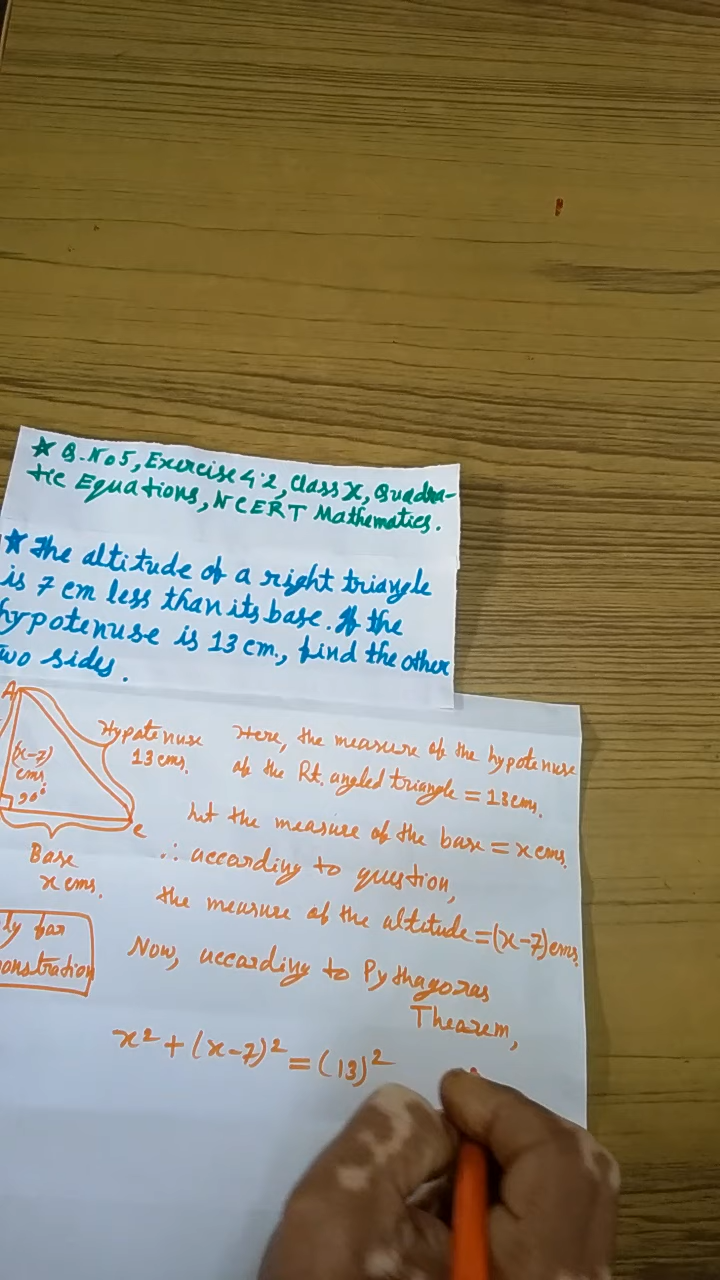 * Q. No 5, Exercise 4.2, Class X, Quadra-
tic Equations, NCERT Mathematics.
* The altitude of a right triangle
is 7 cm less than its base. If the
hypotenuse is 13 cm., find the other
two sides.
A
Hypotenuse
13 cms.
(x-7)
cms
90°
C
Base
x cms.
Here, the measure of the hypotenuse
of the Rt. angled triangle = 13 cms.
Let the measure of the base = x cms.
∴ according to question,
the measure of the altitude = (x-7) cms.
ly for
onstration
Now, according to Pythagoras
Theorem,
x² + (x-7)² = (13)²